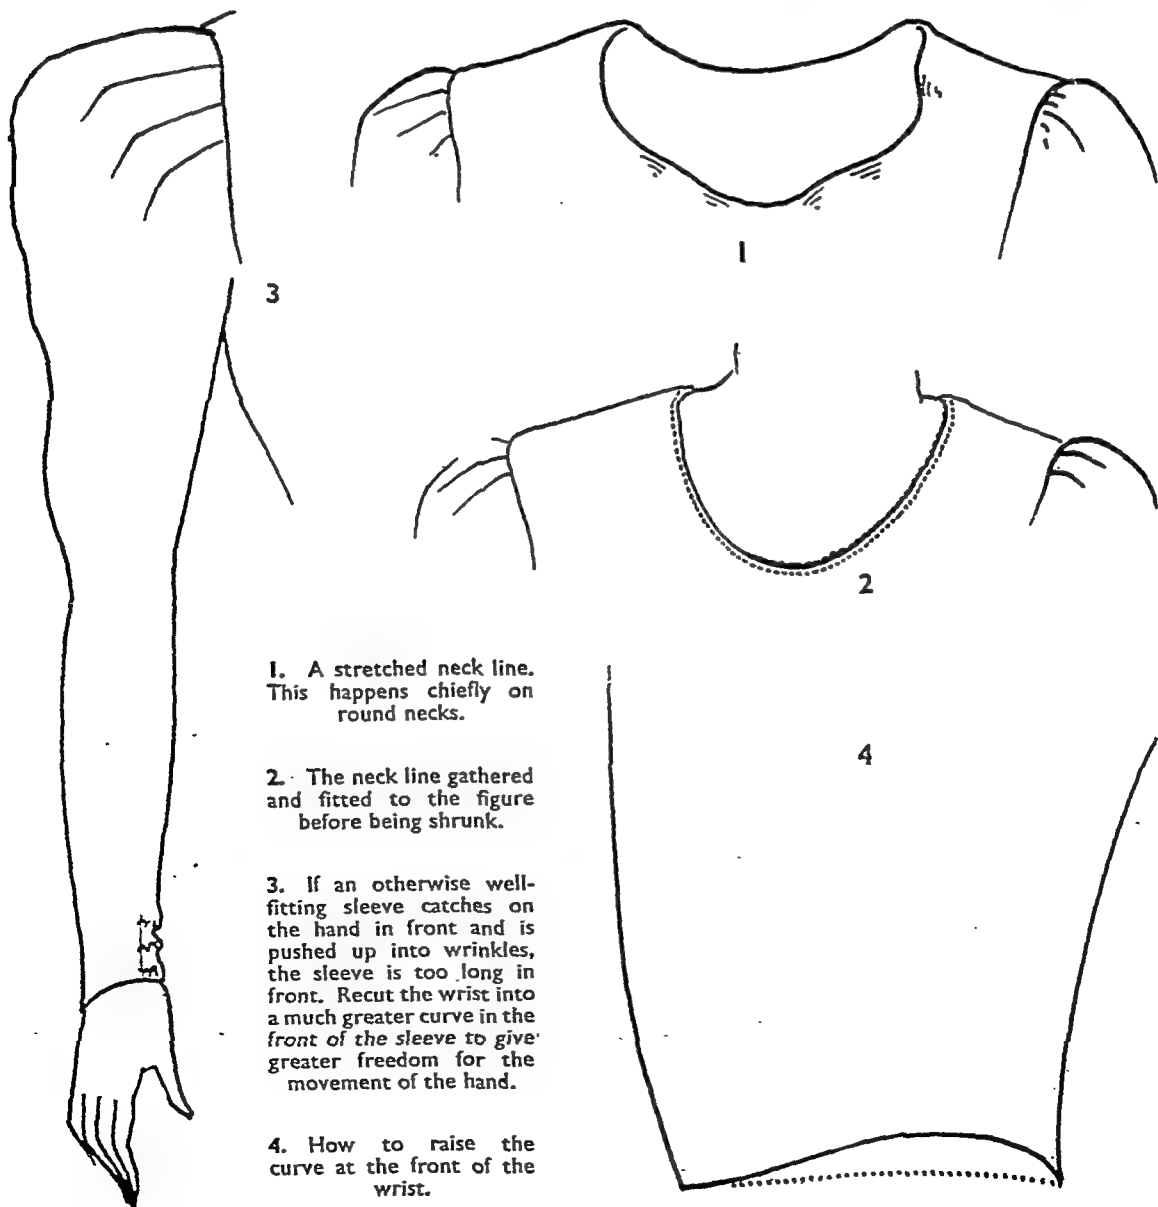 3
1
2
4
1. A stretched neck line.
This happens chiefly on
round necks.
2. The neck line gathered
and fitted to the figure
before being shrunk.
3. If an otherwise well-
fitting sleeve catches on
the hand in front and is
pushed up into wrinkles,
the sleeve is too long in
front. Recut the wrist into
a much greater curve in the
front of the sleeve to give
greater freedom for the
movement of the hand.
4. How to raise the
curve at the front of the
wrist.